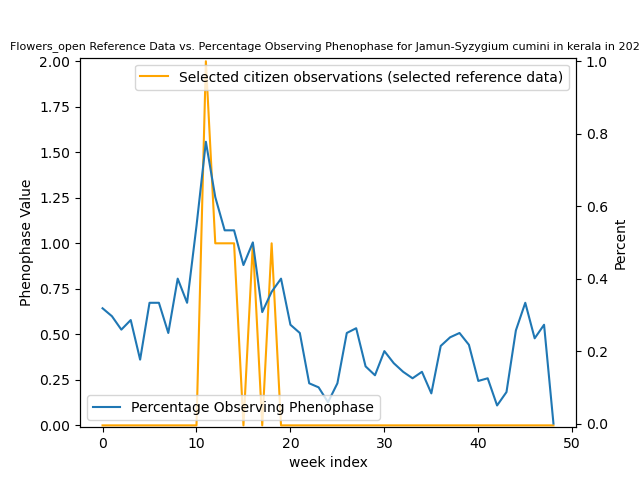 Flowers_open Reference Data vs. Percentage Observing Phenophase for Jamun-Syzygium cumini in kerala in 202
Selected citizen observations (selected reference data)
Percentage Observing Phenophase
Phenophase Value
Percent
2.00
1.75
1.50
1.25
1.00
0.75
0.50
0.25
0.00
1.0
0.8
0.6
0.4
0.2
0.0
0 10 20 30 40 50
week index